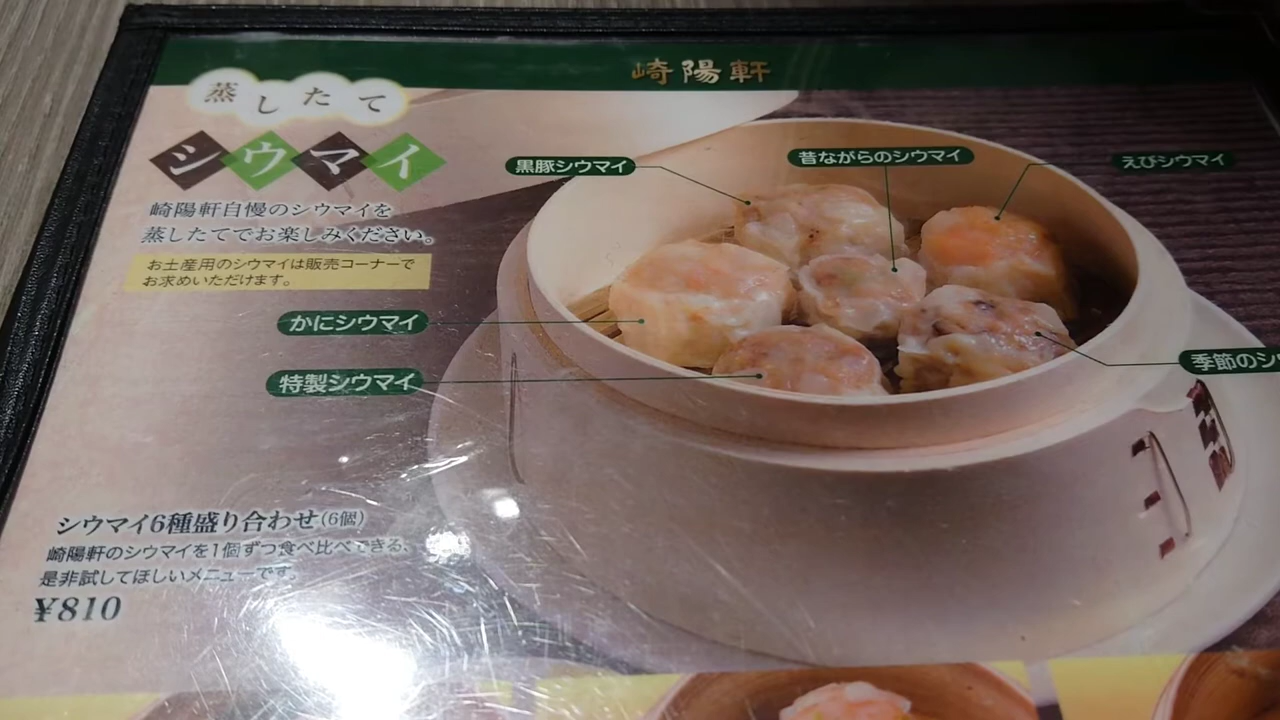 崎陽軒
蒸したて
シウマイ
崎陽軒自慢のシウマイを
蒸したてでお楽しみください。
お土産用のシウマイは販売コーナーで
お求めいただけます。
黒豚シウマイ
昔ながらのシウマイ
えびシウマイ
かにシウマイ
特製シウマイ
季節のシ
シウマイ6種盛り合わせ(6個)
崎陽軒のシウマイを1個ずつ食べ比べできる、
是非試してほしいメニューです。
¥810